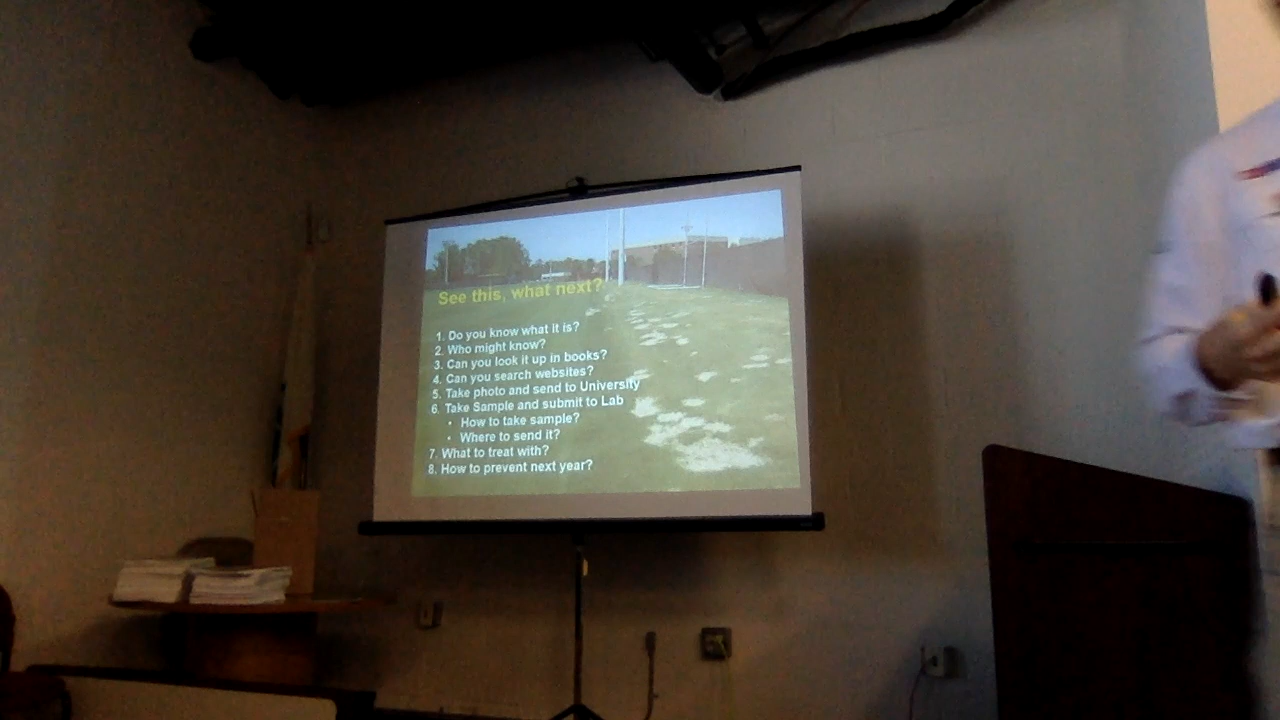 See this, what next?
1. Do you know what it is?
2. Who might know?
3. Can you look it up in books?
4. Can you search websites?
5. Take photo and send to University
6. Take Sample and submit to Lab
• How to take sample?
• Where to send it?
7. What to treat with?
8. How to prevent next year?